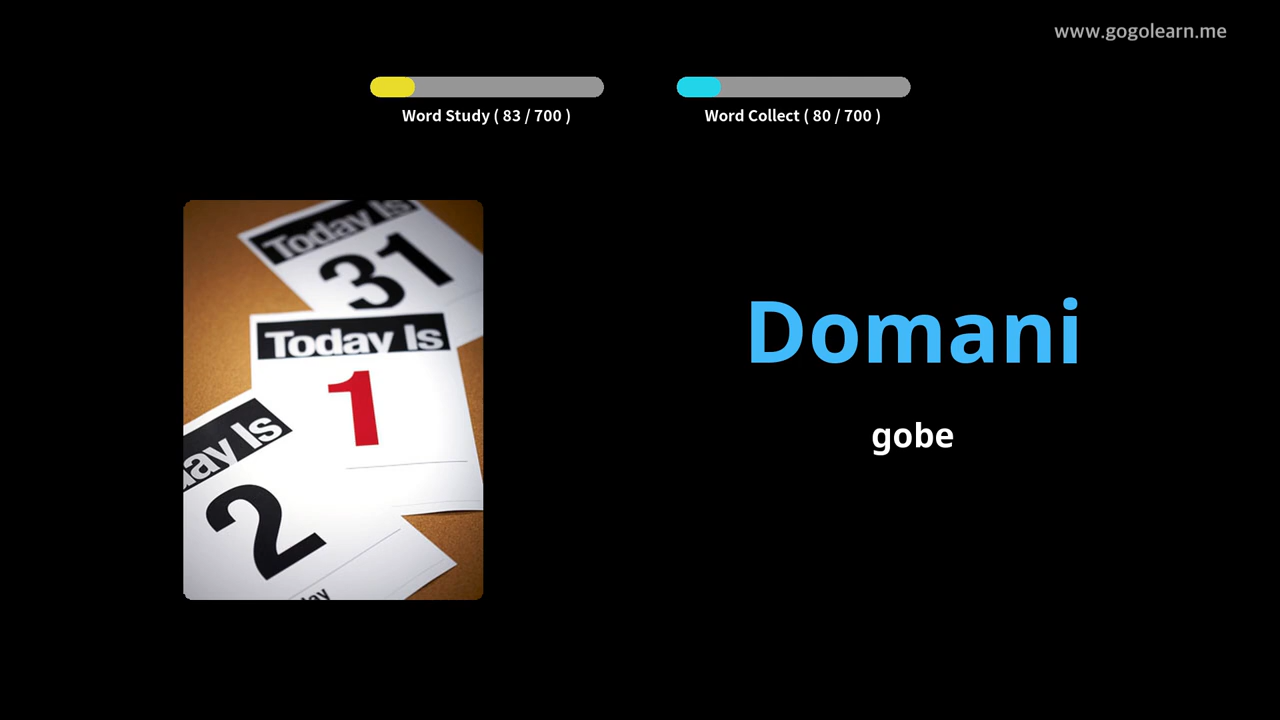 www.gogolearn.me
Word Study ( 83 / 700 )
Word Collect ( 80 / 700 )
Today Is
31
Today Is
1
day Is
2
Domani
gobe